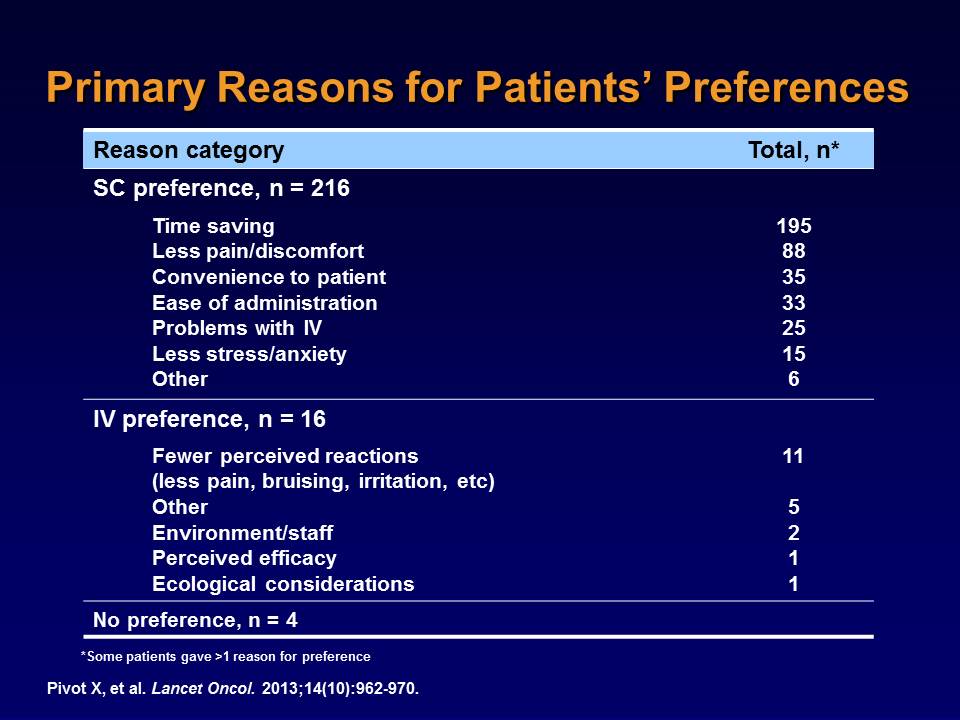 Primary Reasons for Patients’ Preferences
Reason category Total, n*
SC preference, n = 216
Time saving 195
Less pain/discomfort 88
Convenience to patient 35
Ease of administration 33
Problems with IV 25
Less stress/anxiety 15
Other 6
IV preference, n = 16
Fewer perceived reactions 11
(less pain, bruising, irritation, etc)
Other 5
Environment/staff 2
Perceived efficacy 1
Ecological considerations 1
No preference, n = 4
*Some patients gave >1 reason for preference
Pivot X, et al. Lancet Oncol. 2013;14(10):962-970.